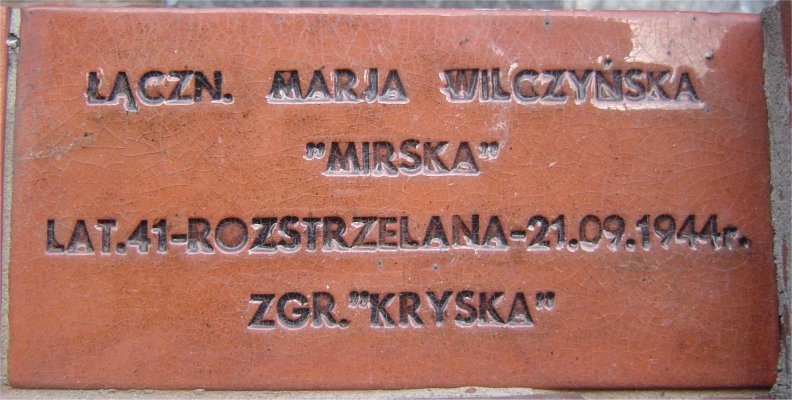 ŁĄCZN. MARJA WILCZYŃSKA
"MIRSKA"
LAT.41-ROZSTRZELANA-21.09.1944r.
ZGR."KRYSKA"